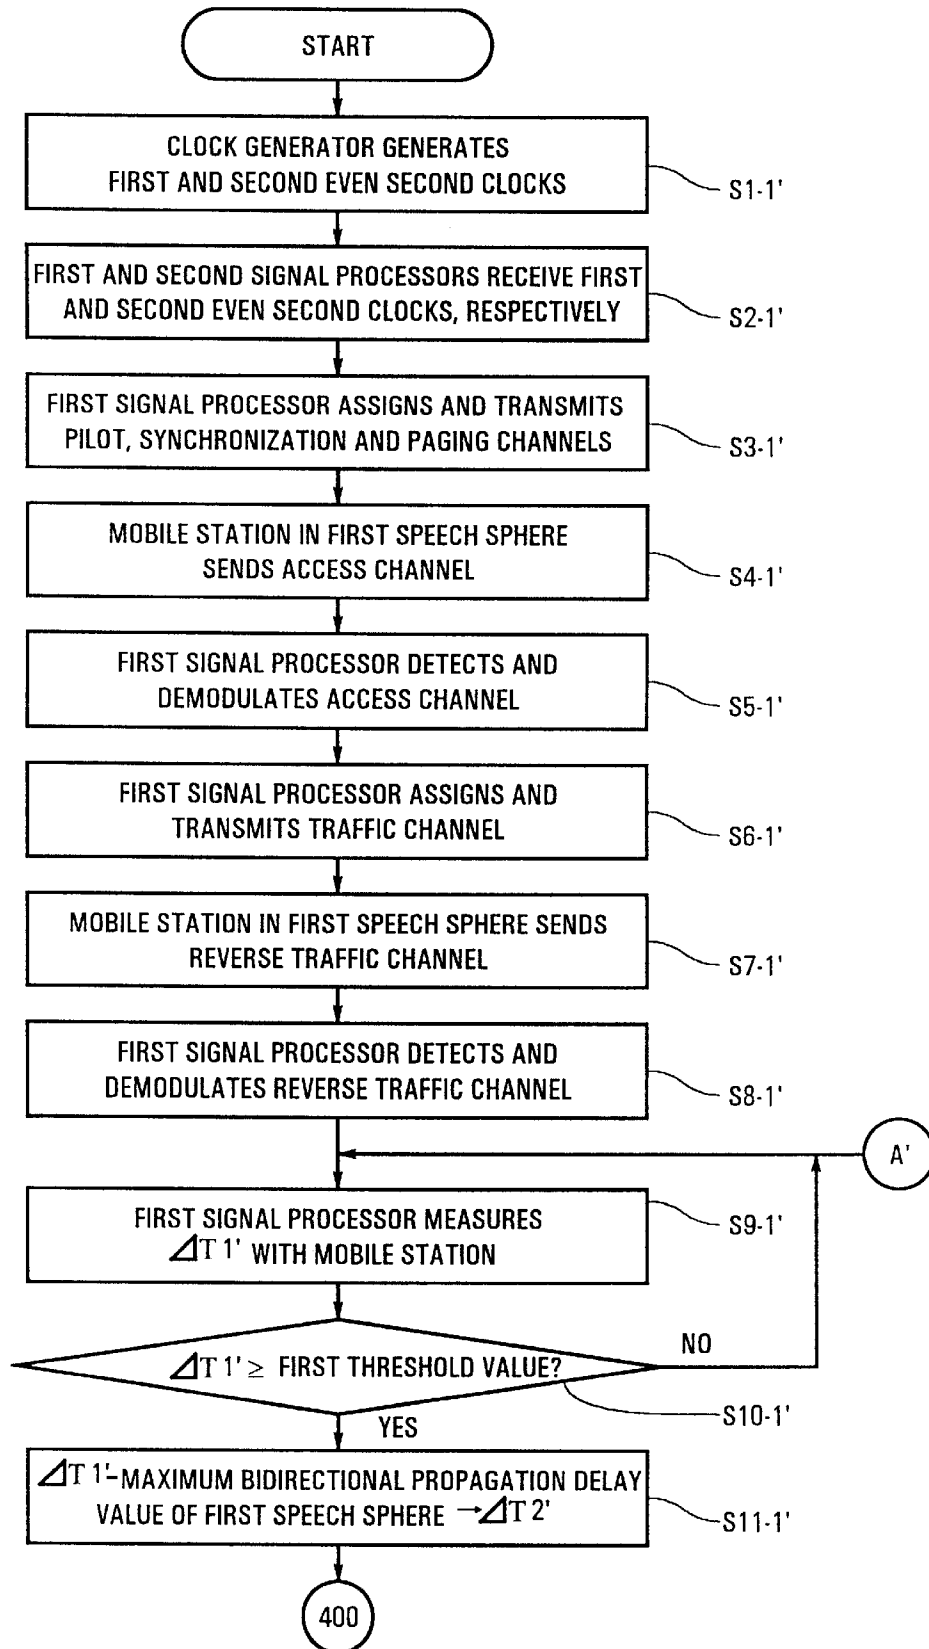 START
CLOCK GENERATOR GENERATES
FIRST AND SECOND EVEN SECOND CLOCKS
S1-1'
FIRST AND SECOND SIGNAL PROCESSORS RECEIVE FIRST
AND SECOND EVEN SECOND CLOCKS, RESPECTIVELY
S2-1'
FIRST SIGNAL PROCESSOR ASSIGNS AND TRANSMITS
PILOT, SYNCHRONIZATION AND PAGING CHANNELS
S3-1'
MOBILE STATION IN FIRST SPEECH SPHERE
SENDS ACCESS CHANNEL
S4-1'
FIRST SIGNAL PROCESSOR DETECTS AND
DEMODULATES ACCESS CHANNEL
S5-1'
FIRST SIGNAL PROCESSOR ASSIGNS AND
TRANSMITS TRAFFIC CHANNEL
S6-1'
MOBILE STATION IN FIRST SPEECH SPHERE SENDS
REVERSE TRAFFIC CHANNEL
S7-1'
FIRST SIGNAL PROCESSOR DETECTS AND
DEMODULATES REVERSE TRAFFIC CHANNEL
S8-1'
A'
FIRST SIGNAL PROCESSOR MEASURES
⊿T 1' WITH MOBILE STATION
S9-1'
⊿T 1' ≥ FIRST THRESHOLD VALUE?
NO
S10-1'
YES
⊿T 1'-MAXIMUM BIDIRECTIONAL PROPAGATION DELAY
VALUE OF FIRST SPEECH SPHERE →⊿T 2'
S11-1'
400